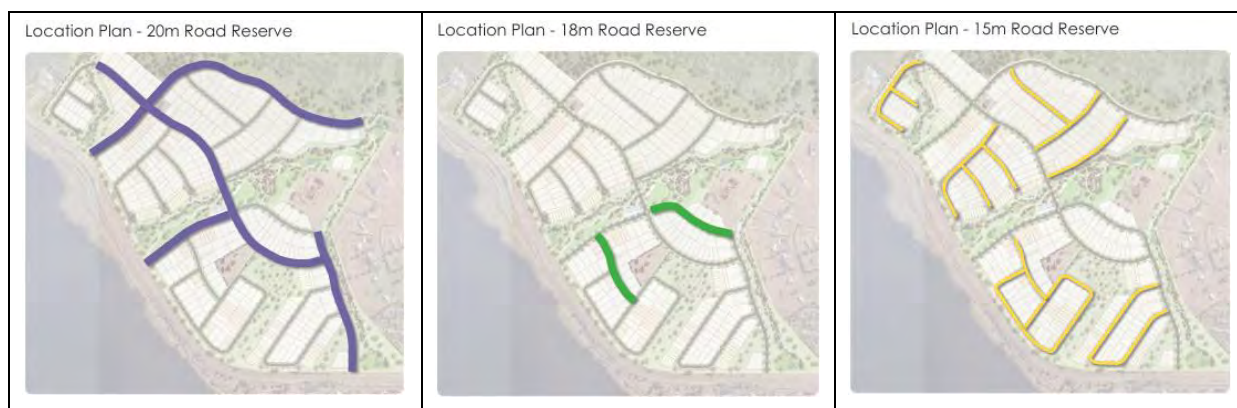 Location Plan - 20m Road Reserve
Location Plan - 18m Road Reserve
Location Plan - 15m Road Reserve